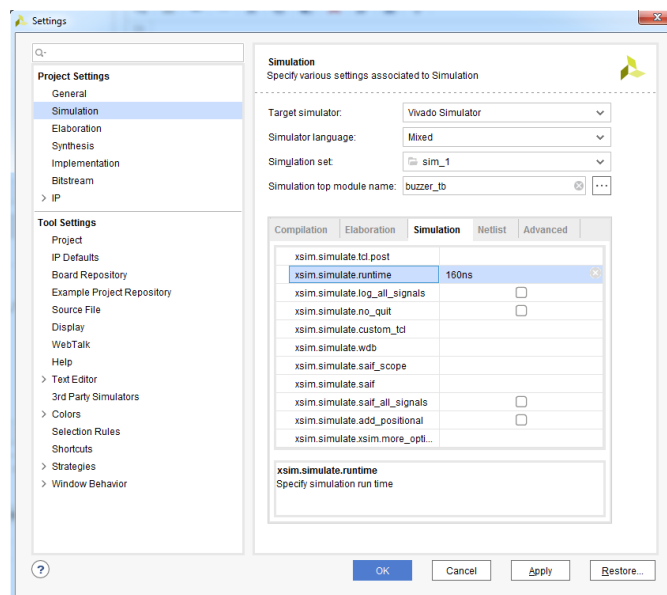 Settings
Q-
Project Settings
General
Simulation
Elaboration
Synthesis
Implementation
Bitstream
> IP
Tool Settings
Project
IP Defaults
Board Repository
Example Project Repository
Source File
Display
WebTalk
Help
> Text Editor
3rd Party Simulators
> Colors
Selection Rules
Shortcuts
> Strategies
> Window Behavior
Simulation
Specify various settings associated to Simulation
Target simulator: Vivado Simulator
Simulator language: Mixed
Simulation set: sim_1
Simulation top module name: buzzer_tb ...
Compilation Elaboration Simulation Netlist Advanced
xsim.simulate.tcl.post
xsim.simulate.runtime 160ns
xsim.simulate.log_all_signals
xsim.simulate.no_quit
xsim.simulate.custom_tcl
xsim.simulate.wdb
xsim.simulate.saif_scope
xsim.simulate.saif
xsim.simulate.saif_all_signals
xsim.simulate.add_positional
xsim.simulate.xsim.more_opti...
xsim.simulate.runtime
Specify simulation run time
? OK Cancel Apply Restore...